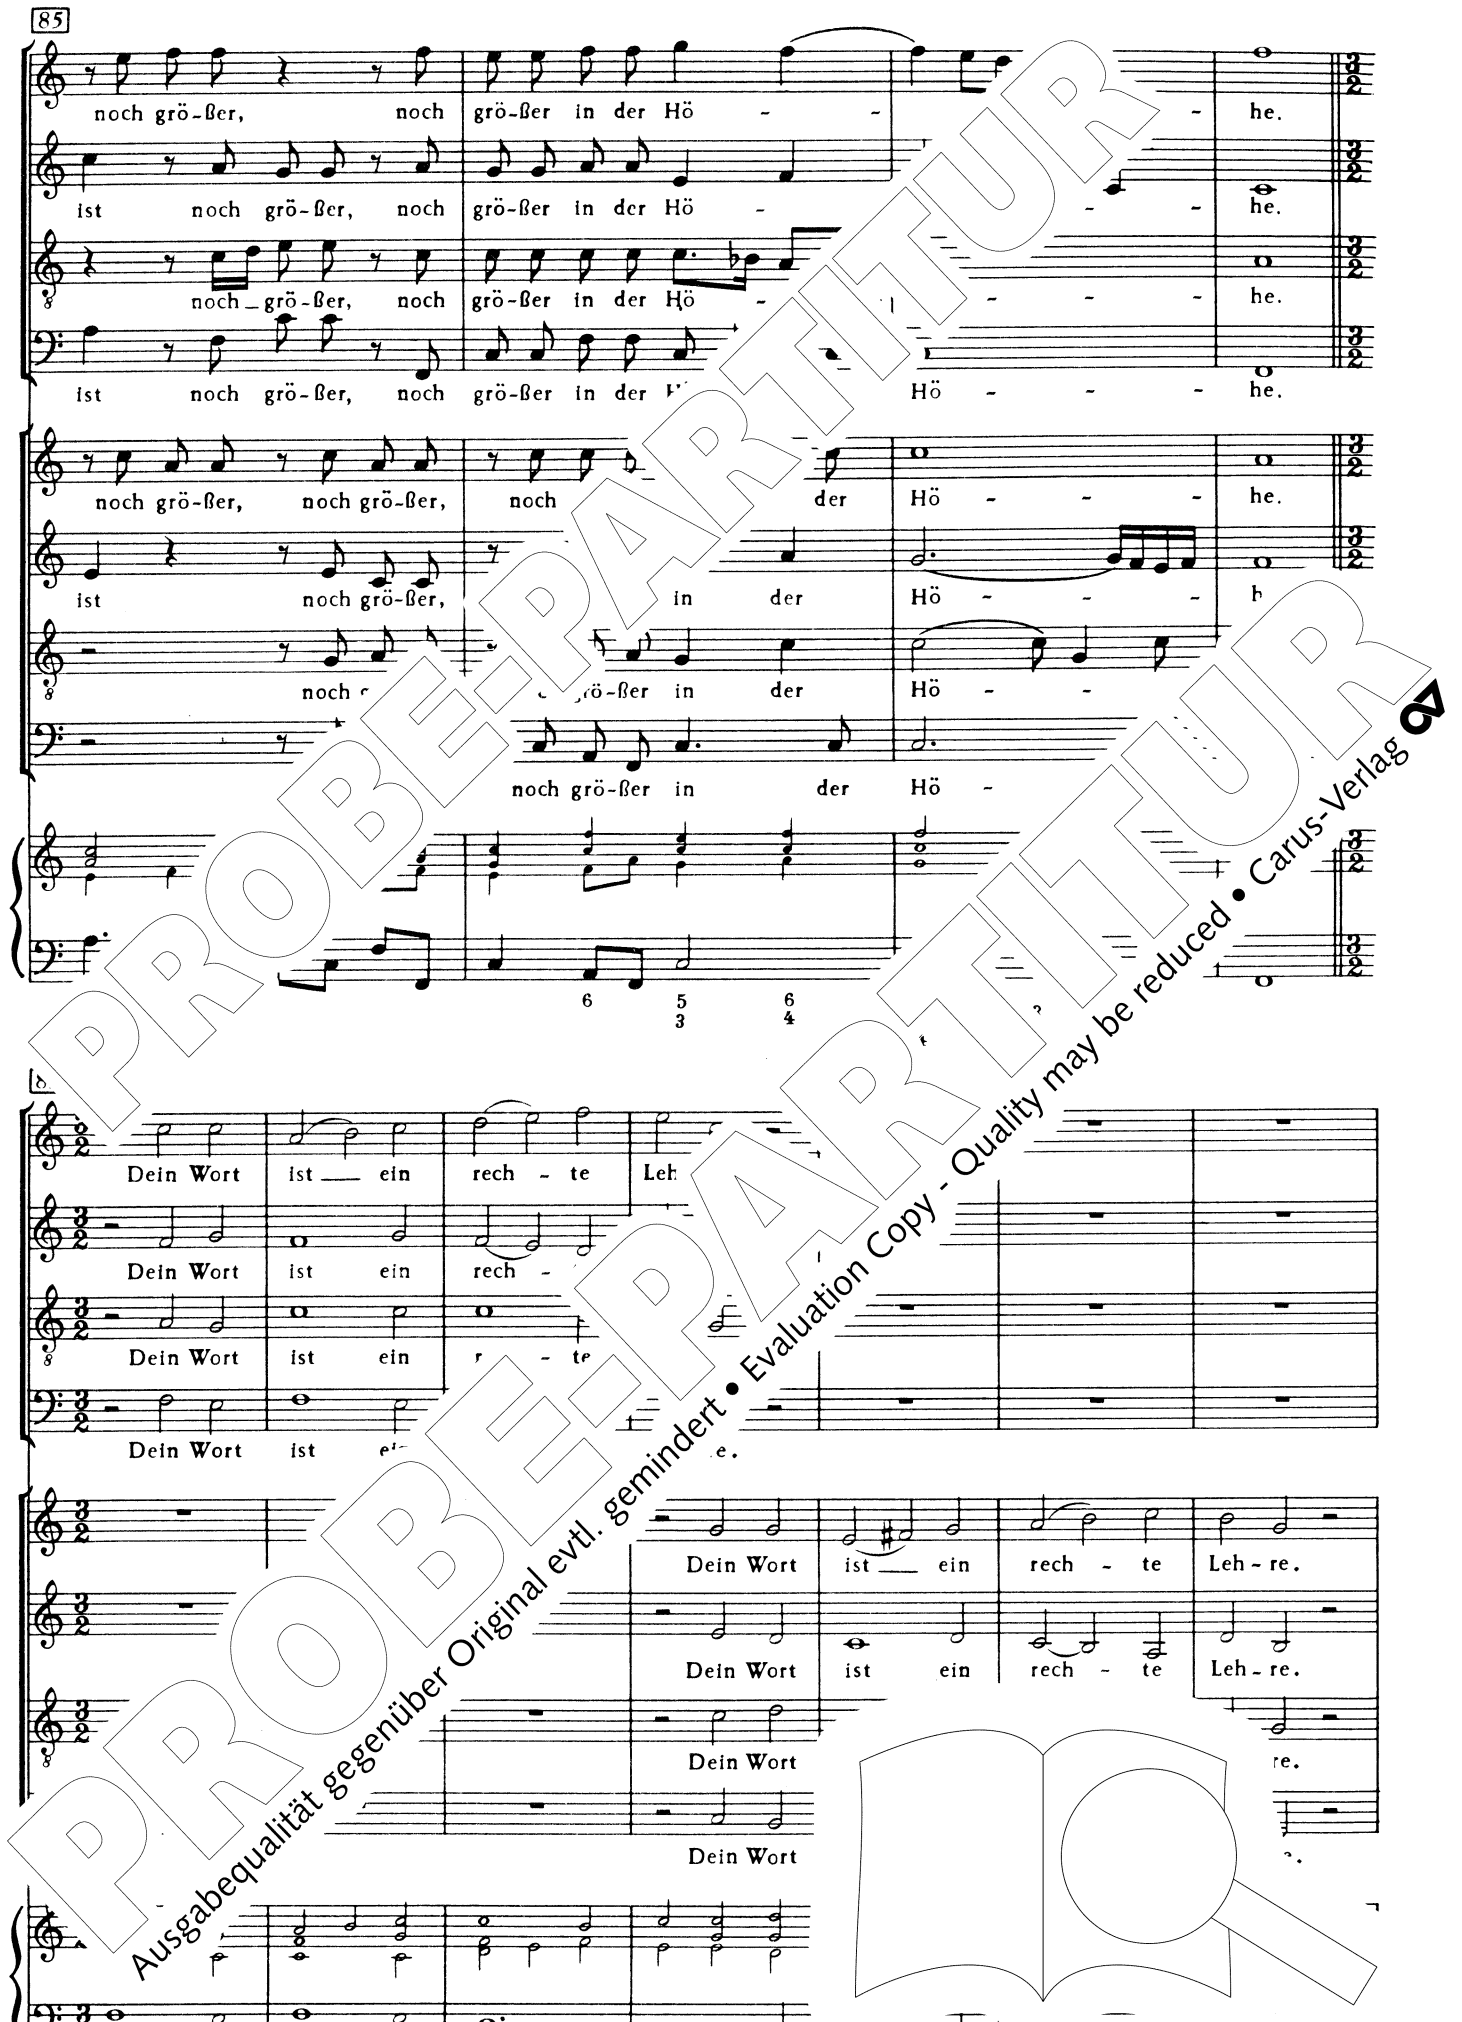 85
noch grö-ßer, noch grö-ßer in der Hö - - - he.
ist noch grö-ßer, noch grö-ßer in der Hö - - - he.
noch grö-ßer, noch grö-ßer in der Hö - - - - he.
ist noch grö-ßer, noch grö-ßer in der Hö - - - he.
noch grö-ßer, noch grö-ßer, noch der Hö - - - he.
ist noch grö-ßer, in der Hö - - -
noch grö-ßer in der Hö - -
noch grö-ßer in der Hö -
6 5 6
3 4
Dein Wort ist ein rech - te
Dein Wort ist ein rech -
Dein Wort ist ein - te
Dein Wort ist
Dein Wort ist ein rech - te Leh - re.
Dein Wort ist ein rech - te Leh - re.
Dein Wort re.
Dein Wort
PROBE-PARTITUR
PROBE-PARTITUR
Ausgabequalität gegenüber Original evtl. gemindert • Evaluation Copy - Quality may be reduced • Carus-Verlag